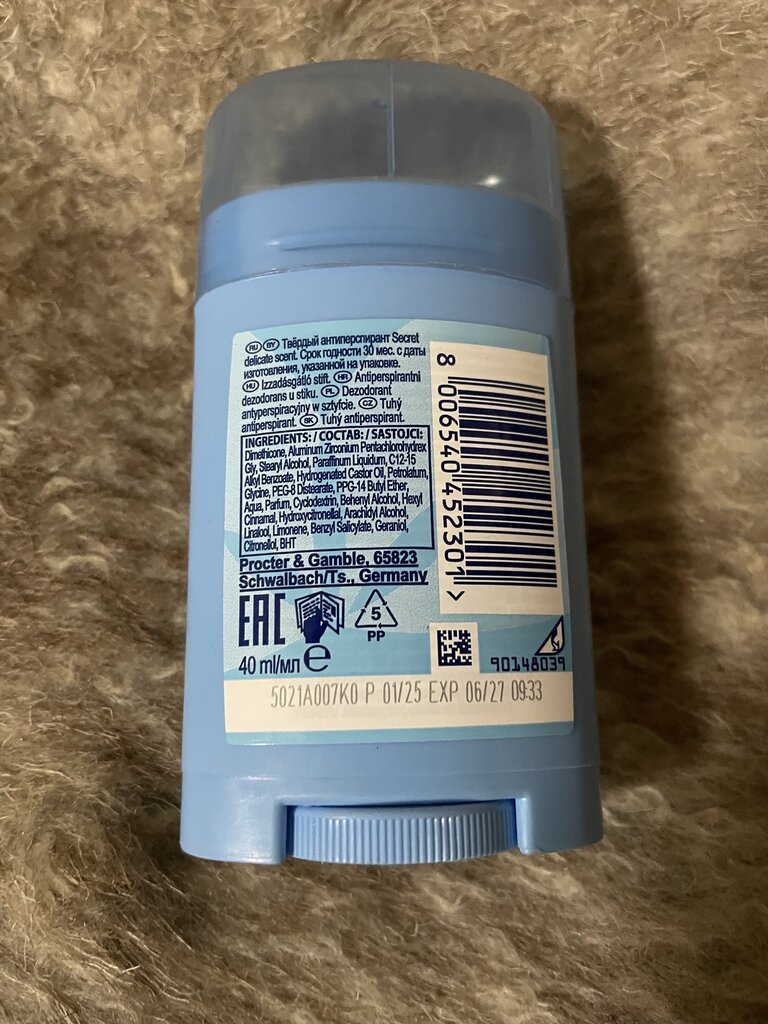 RU BY Твёрдый антиперспирант Secret
delicate scent. Срок годности 30 мес. с даты
изготовления, указанной на упаковке.
HU Izzadásgátló stift. HR Antiperspirantni
dezodorans u stiku. PL Dezodorant
antyperspiracyjny w sztyfcie. CZ Tuhý
antiperspirant. SK Tuhý antiperspirant.
INGREDIENTS: / СОСТАВ: / SASTOJCI:
Dimethicone, Aluminum Zirconium Pentachlorohydrex
Gly, Stearyl Alcohol, Paraffinum Liquidum, C12-15
Alkyl Benzoate, Hydrogenated Castor Oil, Petrolatum,
Glycine, PEG-8 Distearate, PPG-14 Butyl Ether,
Aqua, Parfum, Cyclodextrin, Behenyl Alcohol, Hexyl
Cinnamal, Hydroxycitronellal, Arachidyl Alcohol,
Linalool, Limonene, Benzyl Salicylate, Geraniol,
Citronellol, BHT
Procter & Gamble, 65823
Schwalbach/Ts., Germany
EAC
5
PP
40 ml/мл e
8 006540 452301 >
90148039
5021A007K0 P 01/25 EXP 06/27 09:33